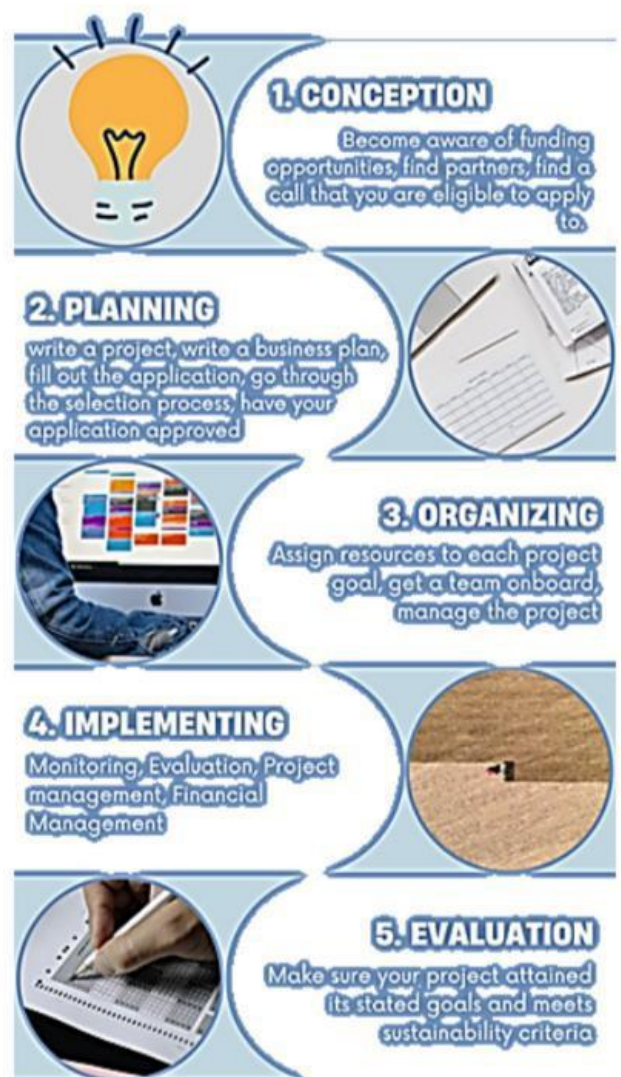 1. CONCEPTION
Become aware of funding
opportunities, find partners, find a
call that you are eligible to apply
to.
2. PLANNING
write a project, write a business plan,
fill out the application, go through
the selection process, have your
application approved
3. ORGANIZING
Assign resources to each project
goal, get a team onboard,
manage the project
4. IMPLEMENTING
Monitoring, Evaluation, Project
management, Financial
Management
5. EVALUATION
Make sure your project attained
its stated goals and meets
sustainability criteria